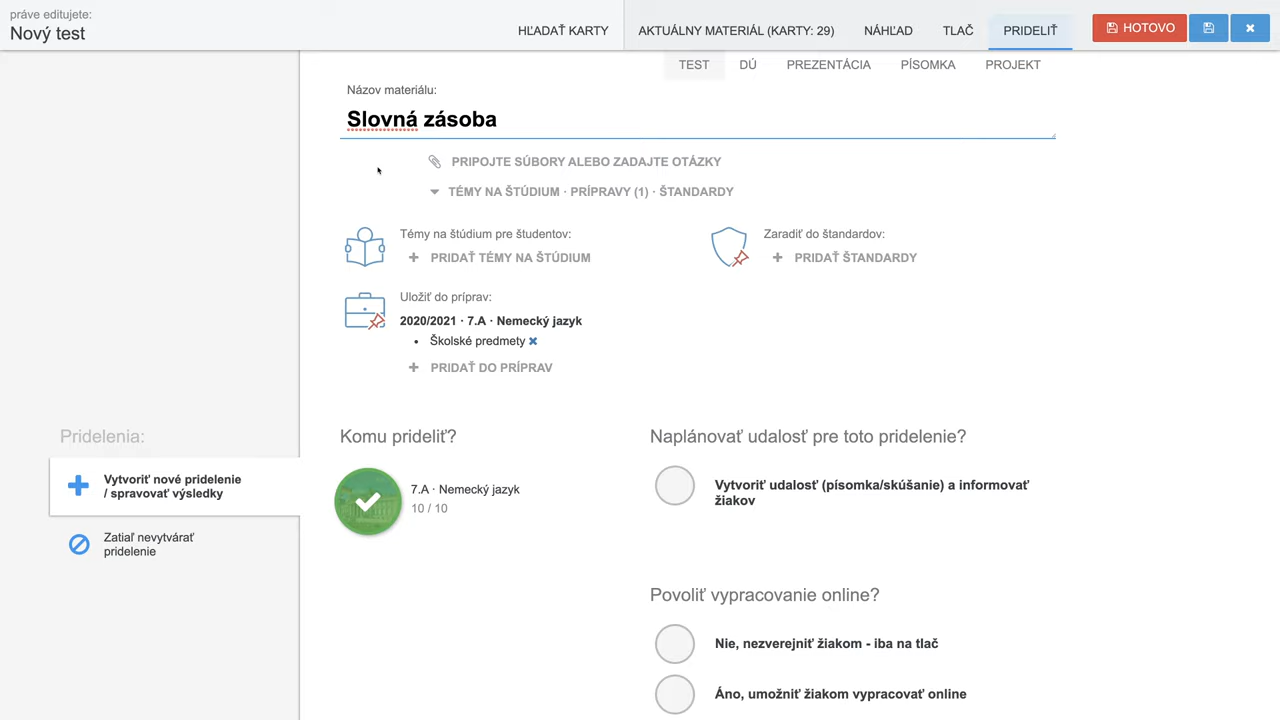 práve editujete:
Nový test
HĽADAŤ KARTY
AKTUÁLNY MATERIÁL (KARTY: 29)
NÁHĽAD
TLAČ
PRIDELIŤ
HOTOVO
TEST
DÚ
PREZENTÁCIA
PÍSOMKA
PROJEKT
Názov materiálu:
Slovná zásoba
PRIPOJTE SÚBORY ALEBO ZADAJTE OTÁZKY
TÉMY NA ŠTÚDIUM · PRÍPRAVY (1) · ŠTANDARDY
Témy na štúdium pre študentov:
PRIDAŤ TÉMY NA ŠTÚDIUM
Zaradiť do štandardov:
PRIDAŤ ŠTANDARDY
Uložiť do príprav:
2020/2021 · 7.A · Nemecký jazyk
• Školské predmety
PRIDAŤ DO PRÍPRAV
Pridelenia:
Vytvoriť nové pridelenie
/ spravovať výsledky
Zatiaľ nevytvárať
pridelenie
Komu prideliť?
7.A · Nemecký jazyk
10 / 10
Naplánovať udalosť pre toto pridelenie?
Vytvoriť udalosť (písomka/skúšanie) a informovať
žiakov
Povoliť vypracovanie online?
Nie, nezverejniť žiakom - iba na tlač
Áno, umožniť žiakom vypracovať online